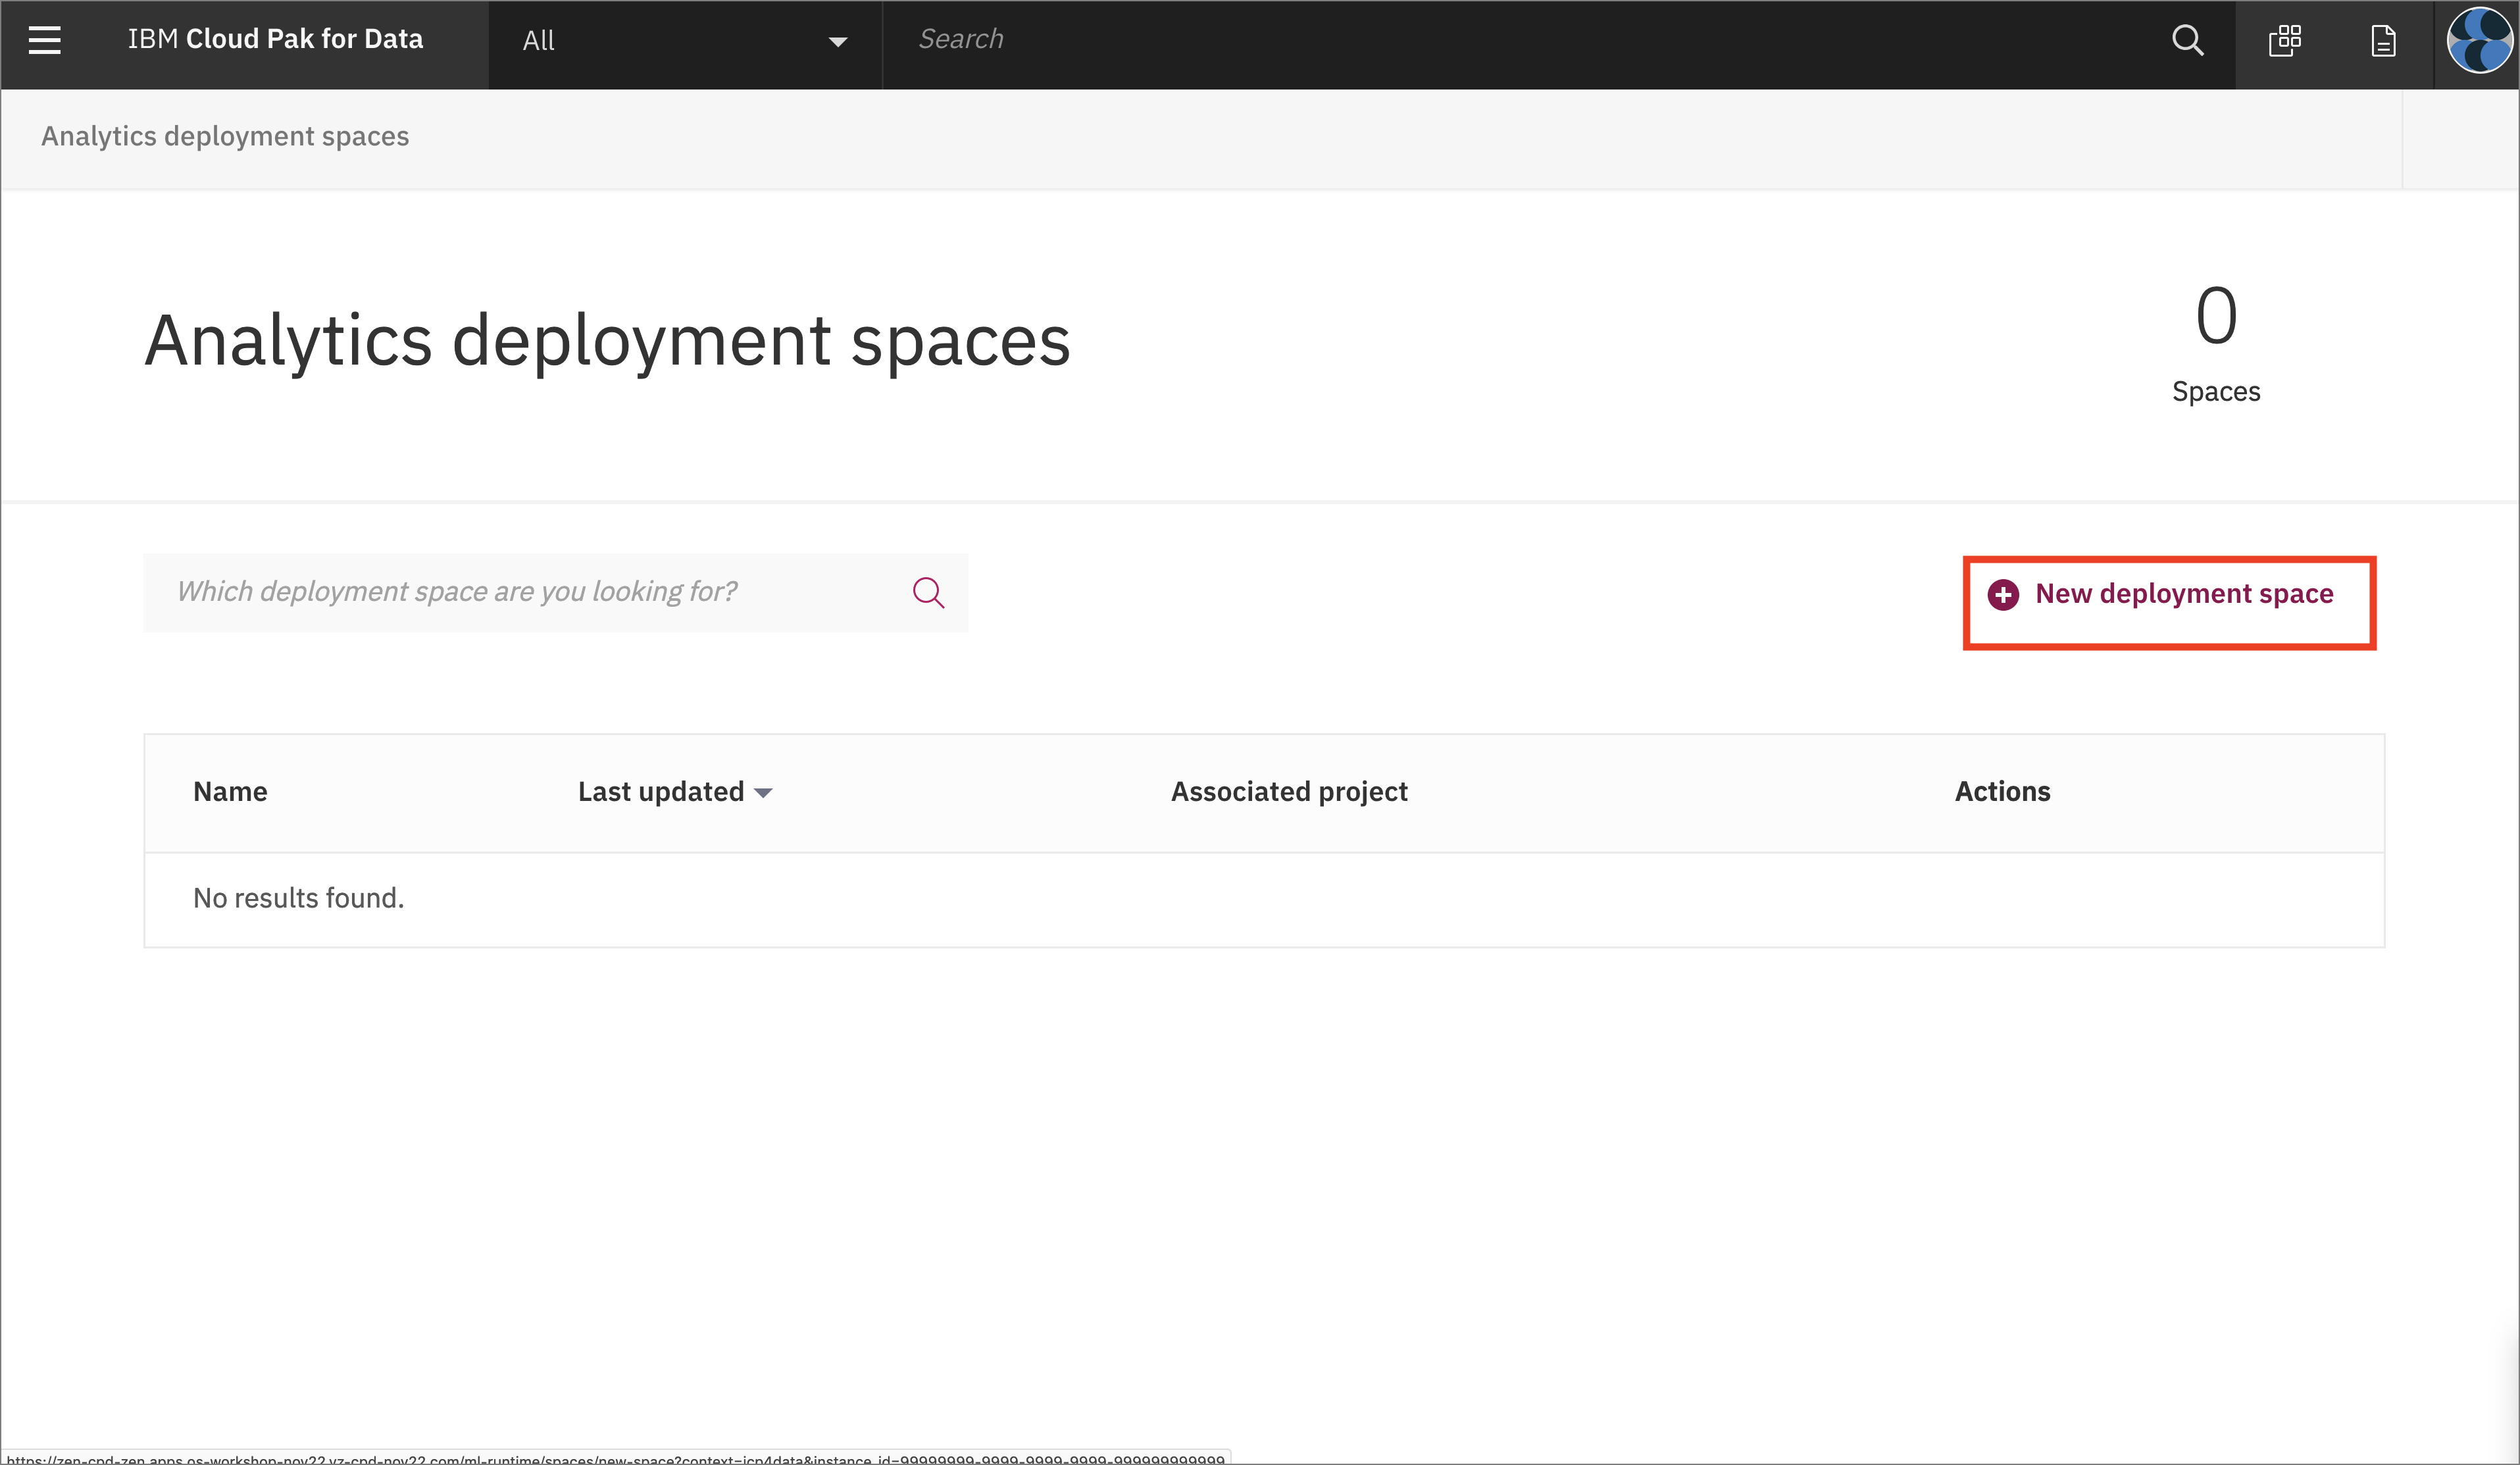 IBM Cloud Pak for Data
All
Search
Analytics deployment spaces
Analytics deployment spaces
0
Spaces
Which deployment space are you looking for?
New deployment space
Name
Last updated
Associated project
Actions
No results found.
https://zen-cpd-zen.apps.os-workshop-nov22.vz-cpd-nov22.com/ml-runtime/spaces/new-space?context=icp4data&instance_id=99999999-9999-9999-9999-999999999999